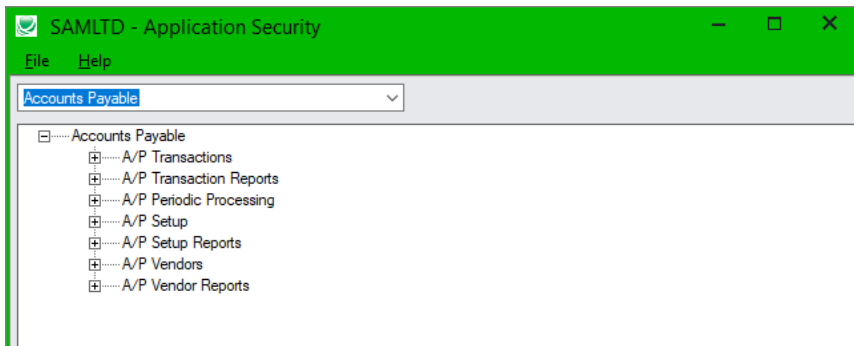 SAMLTD - Application Security
File Help
Accounts Payable
Accounts Payable
A/P Transactions
A/P Transaction Reports
A/P Periodic Processing
A/P Setup
A/P Setup Reports
A/P Vendors
A/P Vendor Reports